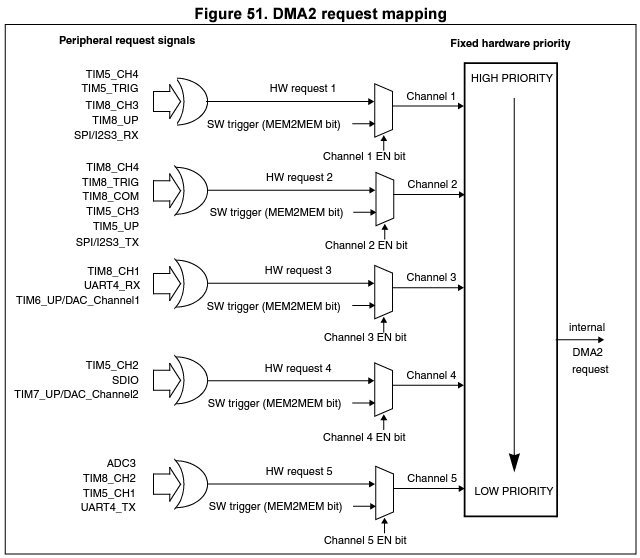 Figure 51. DMA2 request mapping
Peripheral request signals
Fixed hardware priority
TIM5_CH4
TIM5_TRIG
TIM8_CH3
TIM8_UP
SPI/I2S3_RX
HW request 1
SW trigger (MEM2MEM bit)
Channel 1 EN bit
Channel 1
HIGH PRIORITY
TIM8_CH4
TIM8_TRIG
TIM8_COM
TIM5_CH3
TIM5_UP
SPI/I2S3_TX
HW request 2
SW trigger (MEM2MEM bit)
Channel 2 EN bit
Channel 2
TIM8_CH1
UART4_RX
TIM6_UP/DAC_Channel1
HW request 3
SW trigger (MEM2MEM bit)
Channel 3 EN bit
Channel 3
internal
DMA2
request
TIM5_CH2
SDIO
TIM7_UP/DAC_Channel2
HW request 4
SW trigger (MEM2MEM bit)
Channel 4 EN bit
Channel 4
ADC3
TIM8_CH2
TIM5_CH1
UART4_TX
HW request 5
SW trigger (MEM2MEM bit)
Channel 5 EN bit
Channel 5
LOW PRIORITY